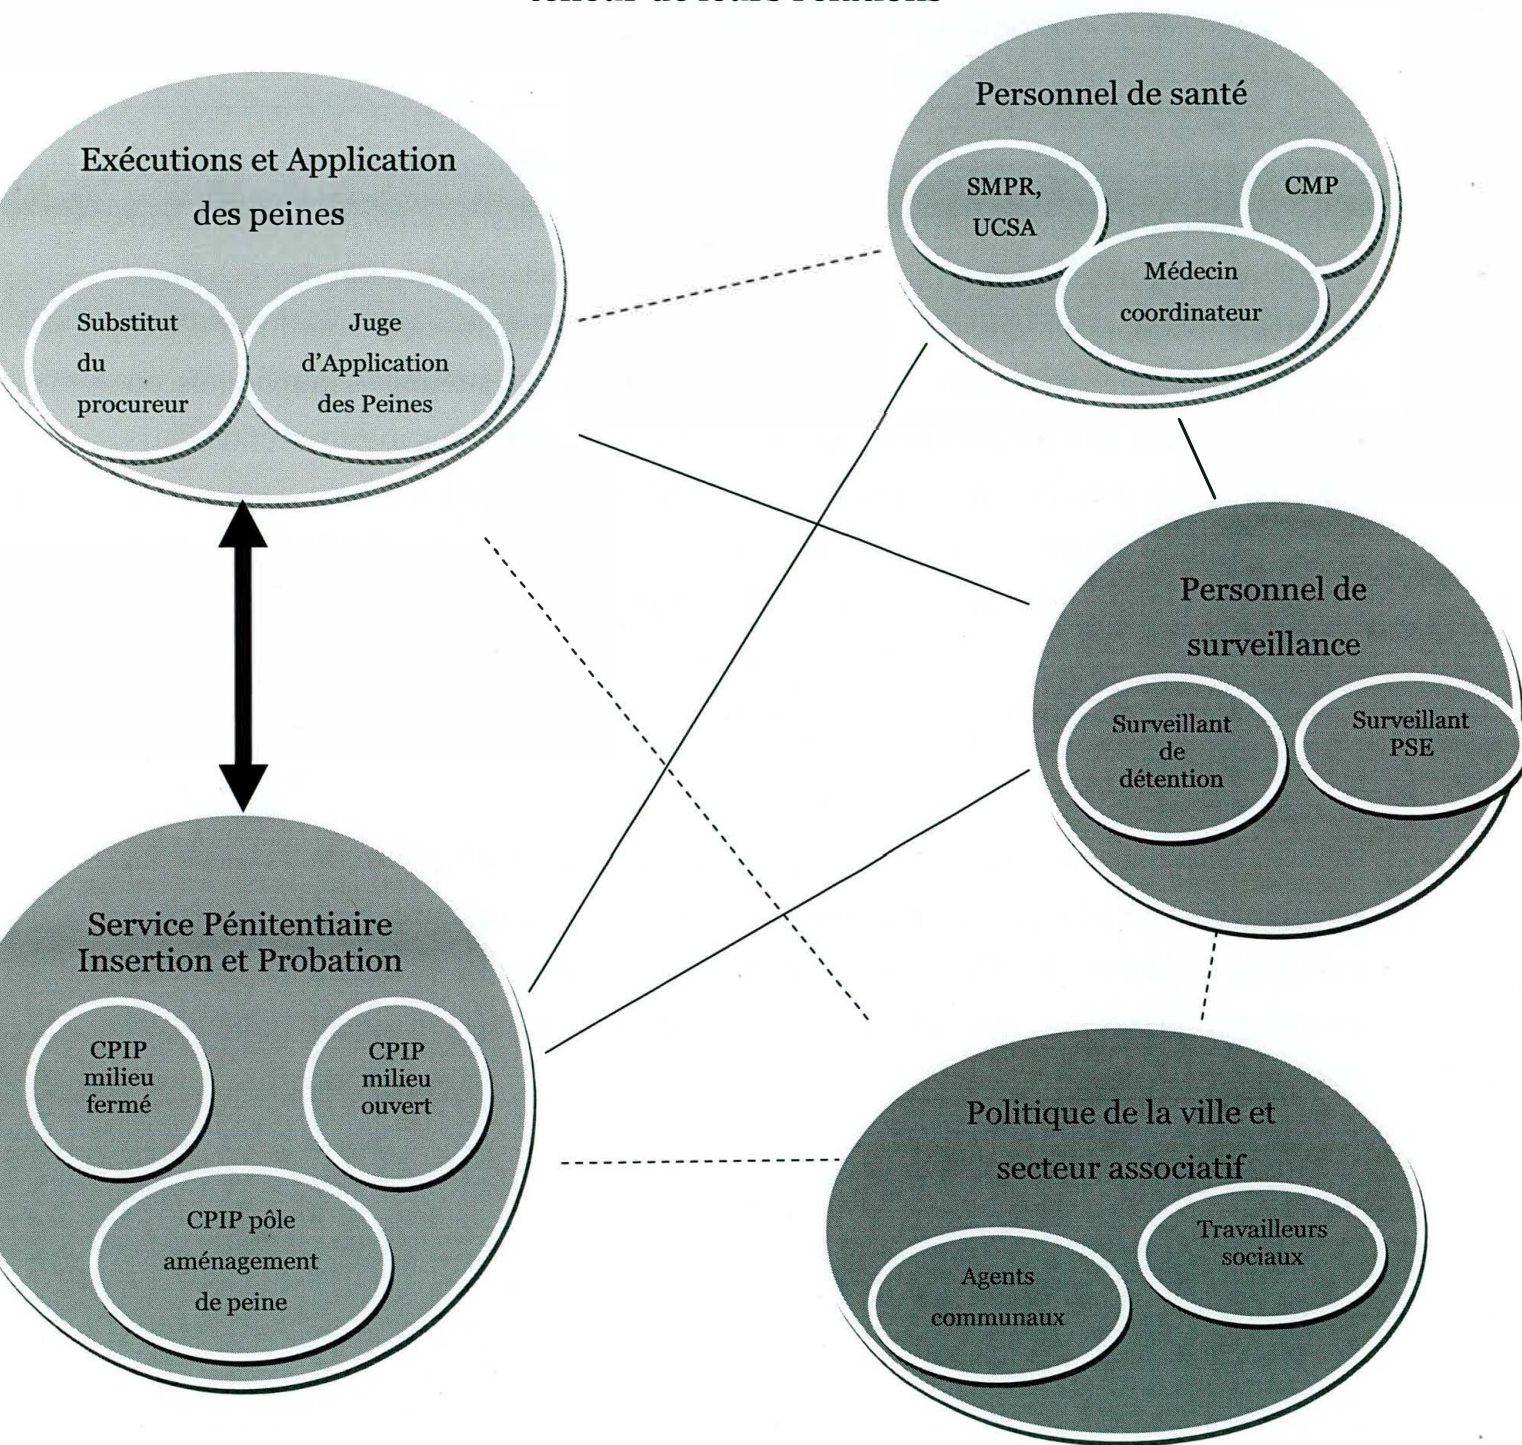 Personnel de santé
SMPR,
UCSA
CMP
Médecin
coordinateur
Exécutions et Application
des peines
Substitut
du
procureur
Juge
d'Application
des Peines
Personnel de
surveillance
Surveillant
de
détention
Surveillant
PSE
Service Pénitentiaire
Insertion et Probation
CPIP
milieu
fermé
CPIP
milieu
ouvert
CPIP pôle
aménagement
de peine
Politique de la ville et
secteur associatif
Agents
communaux
Travailleurs
sociaux